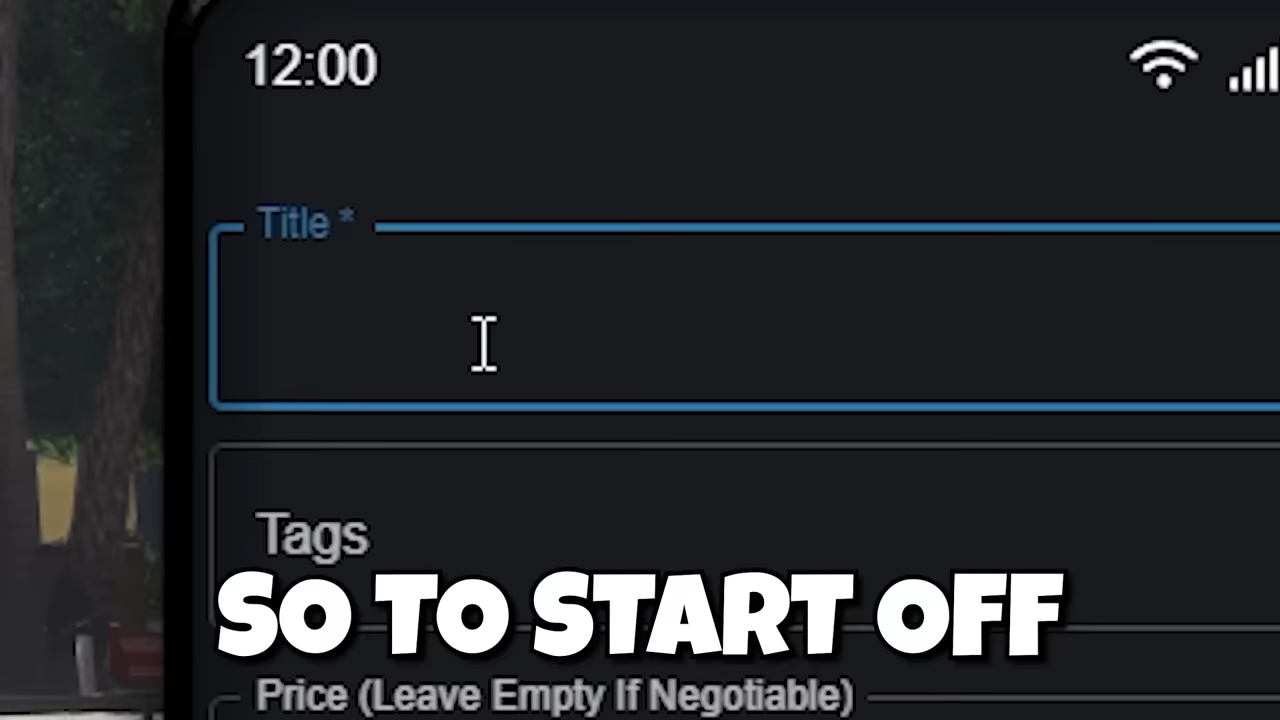 12:00
Title *
Tags
SO TO START OFF
Price (Leave Empty If Negotiable)